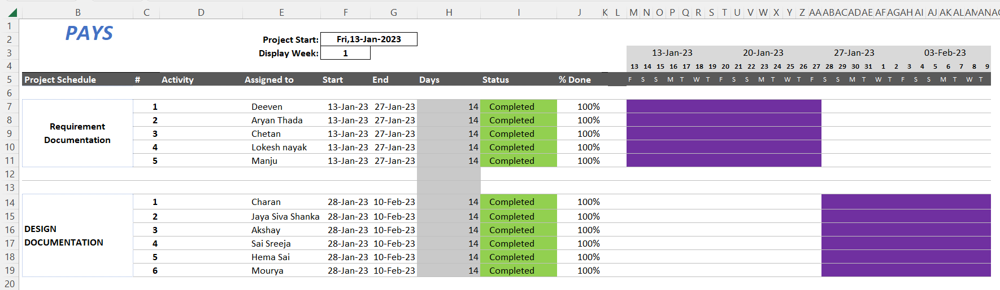 B C D E F G H I J K L M N O P Q R S T U V W X Y Z AA AB AC AD AE AF AG AH AI AJ AK AL AM AN
1 PAYS
2 Project Start: Fri,13-Jan-2023
3 Display Week: 1 13-Jan-23 20-Jan-23 27-Jan-23 03-Feb-23
4 13 14 15 16 17 18 19 20 21 22 23 24 25 26 27 28 29 30 31 1 2 3 4 5 6 7 8 9
5 Project Schedule # Activity Assigned to Start End Days Status % Done F S S M T W T F S S M T W T F S S M T W T F S S M T W T
6
7 1 Deeven 13-Jan-23 27-Jan-23 14 Completed 100%
8 Requirement 2 Aryan Thada 13-Jan-23 27-Jan-23 14 Completed 100%
9 Documentation 3 Chetan 13-Jan-23 27-Jan-23 14 Completed 100%
10 4 Lokesh nayak 13-Jan-23 27-Jan-23 14 Completed 100%
11 5 Manju 13-Jan-23 27-Jan-23 14 Completed 100%
12
13
14 1 Charan 28-Jan-23 10-Feb-23 14 Completed 100%
15 2 Jaya Siva Shanka 28-Jan-23 10-Feb-23 14 Completed 100%
16 DESIGN 3 Akshay 28-Jan-23 10-Feb-23 14 Completed 100%
17 DOCUMENTATION 4 Sai Sreeja 28-Jan-23 10-Feb-23 14 Completed 100%
18 5 Hema Sai 28-Jan-23 10-Feb-23 14 Completed 100%
19 6 Mourya 28-Jan-23 10-Feb-23 14 Completed 100%
20